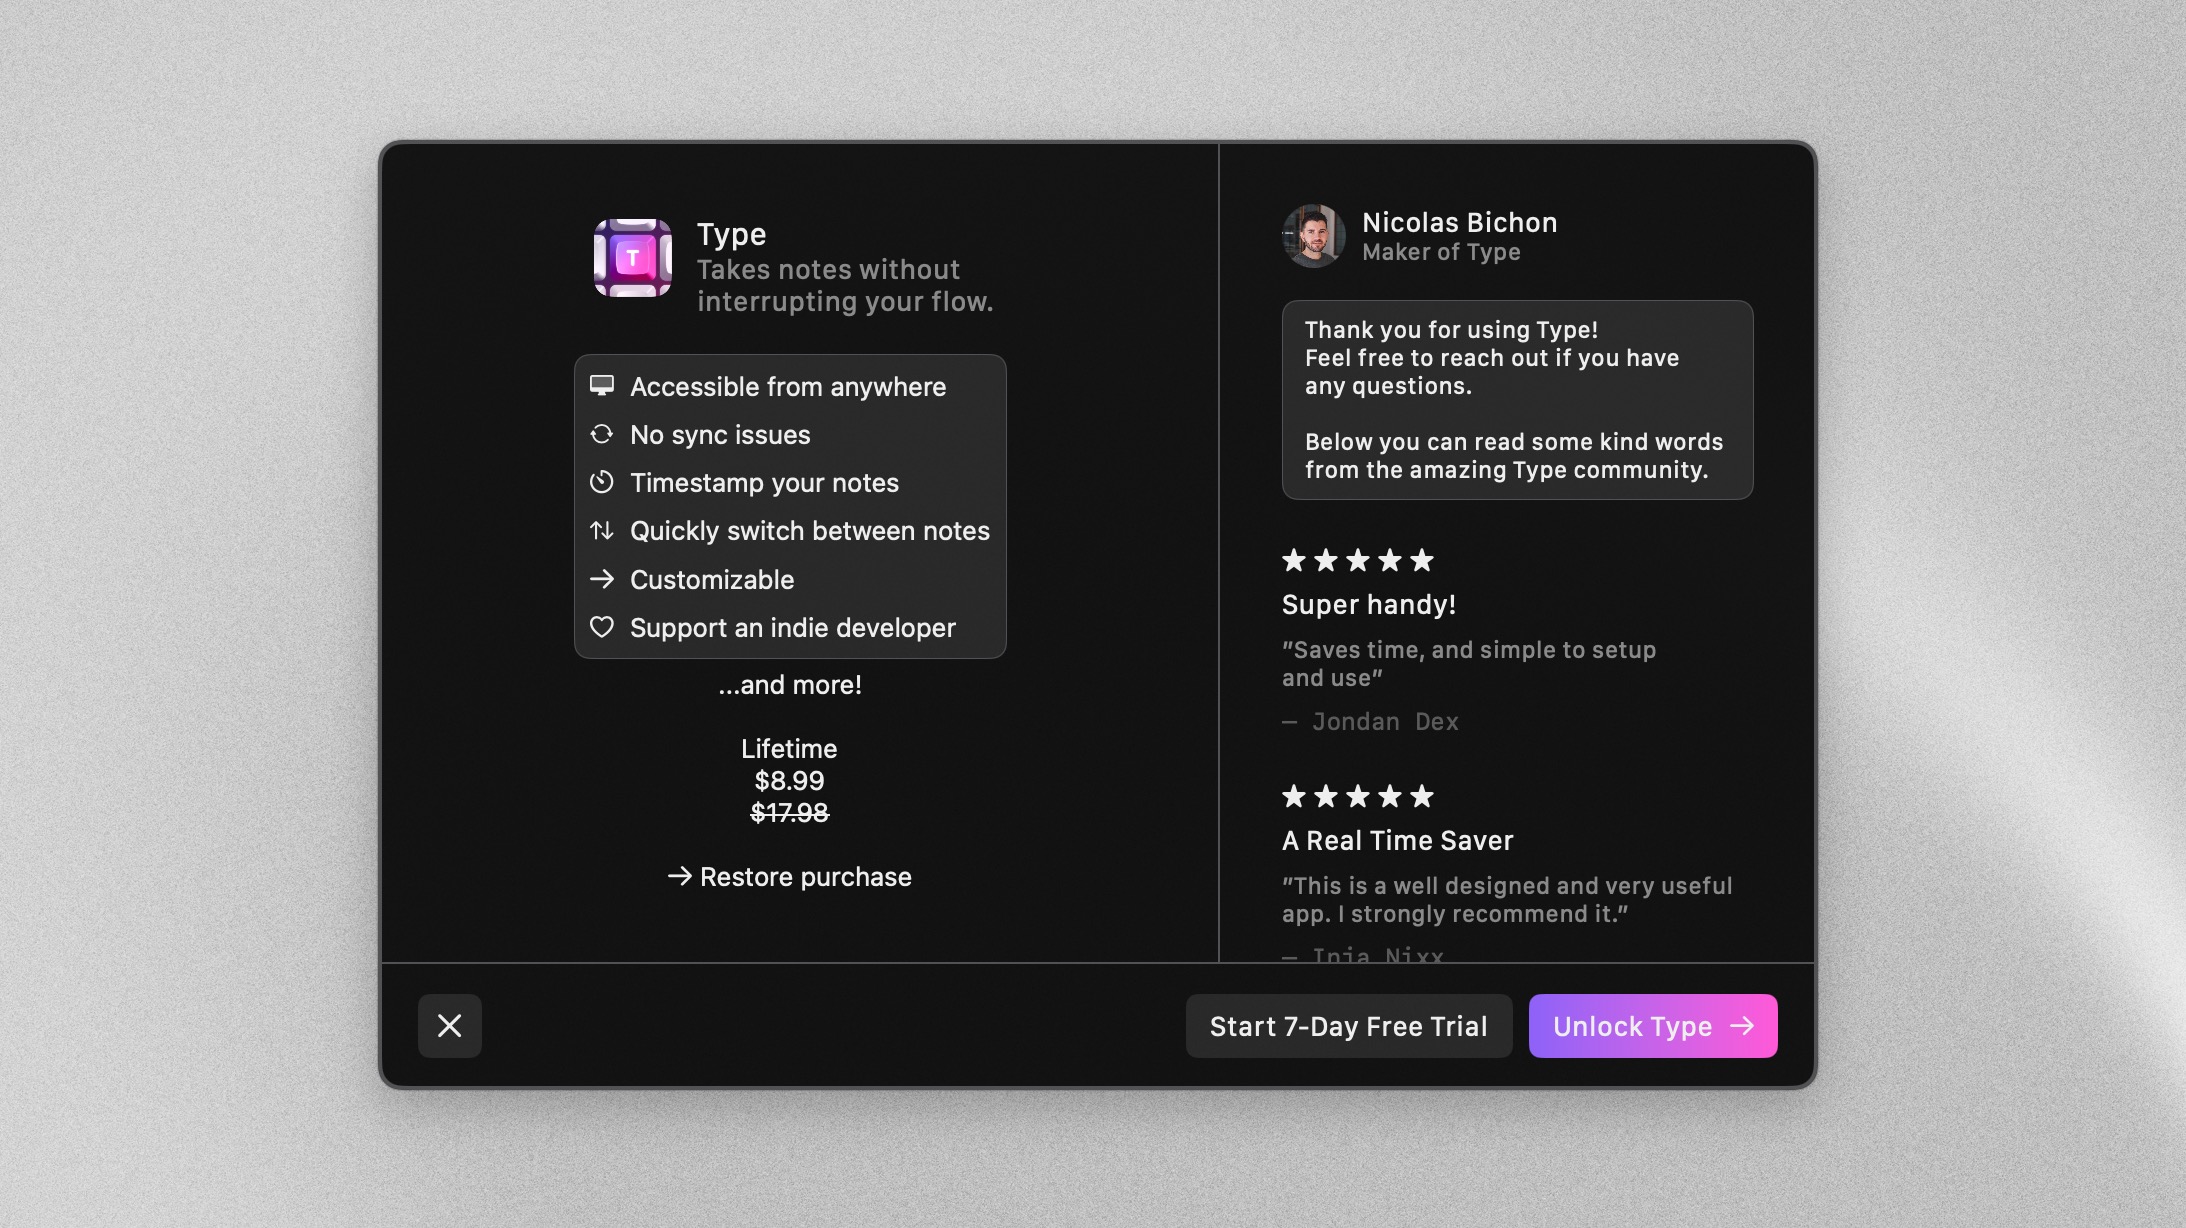 T
Type
Takes notes without
interrupting your flow.
Accessible from anywhere
No sync issues
Timestamp your notes
Quickly switch between notes
Customizable
Support an indie developer
...and more!
Lifetime
$8.99
$17.98
→ Restore purchase
Nicolas Bichon
Maker of Type
Thank you for using Type!
Feel free to reach out if you have
any questions.
Below you can read some kind words
from the amazing Type community.
★★★★★
Super handy!
"Saves time, and simple to setup
and use"
— Jondan Dex
★★★★★
A Real Time Saver
"This is a well designed and very useful
app. I strongly recommend it."
— Inja Nixx
Start 7-Day Free Trial
Unlock Type →